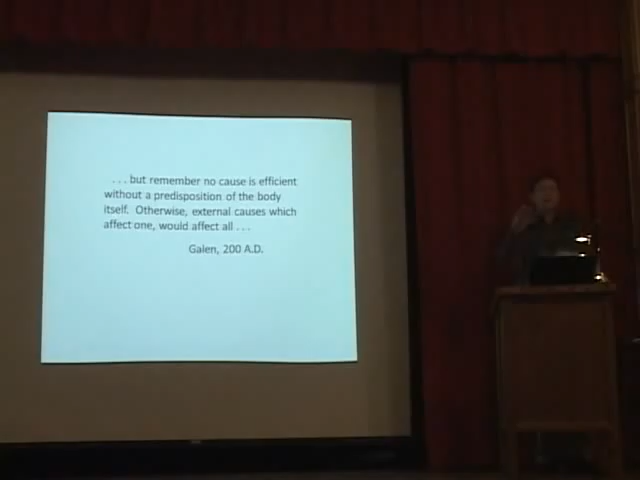 . . . but remember no cause is efficient
without a predisposition of the body
itself. Otherwise, external causes which
affect one, would affect all . . .
Galen, 200 A.D.